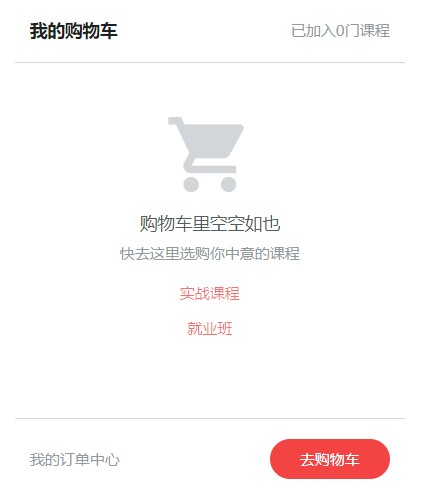 我的购物车 已加入0门课程
购物车里空空如也
快去这里选购你中意的课程
实战课程
就业班
我的订单中心 去购物车